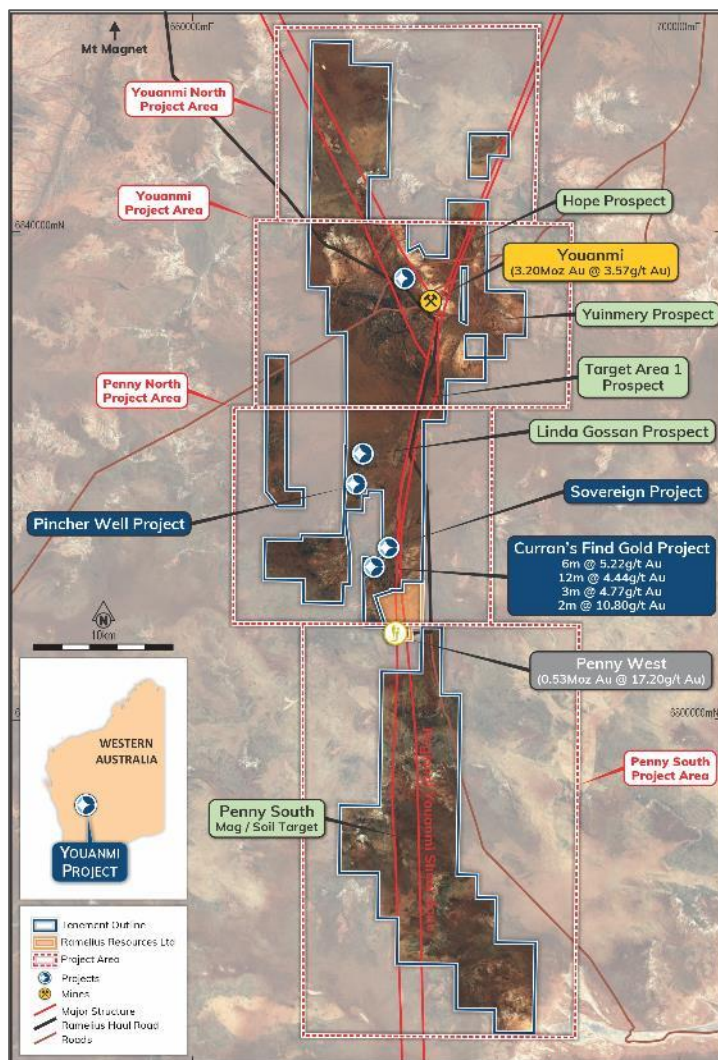 660000mE
700000mE
Mt Magnet
Youanmi North
Project Area
Youanmi
Project Area
6840000mN
Hope Prospect
Youanmi
(3.20Moz Au @ 3.57g/t Au)
Yuinmery Prospect
Target Area 1
Prospect
Penny North
Project Area
Linda Gossan Prospect
Sovereign Project
Pincher Well Project
Curran's Find Gold Project
6m @ 5.22g/t Au
12m @ 4.44g/t Au
3m @ 4.77g/t Au
2m @ 10.80g/t Au
N
10km
Penny West
(0.53Moz Au @ 17.20g/t Au)
6800000mN
WESTERN
AUSTRALIA
YOUANMI
PROJECT
Penny South
Project Area
Penny South
Mag / Soil Target
Youanmi
Tenement Outline
Ramelius Resources Ltd
Project Area
Projects
Mines
Major Structure
Ramelius Haul Road
Roads